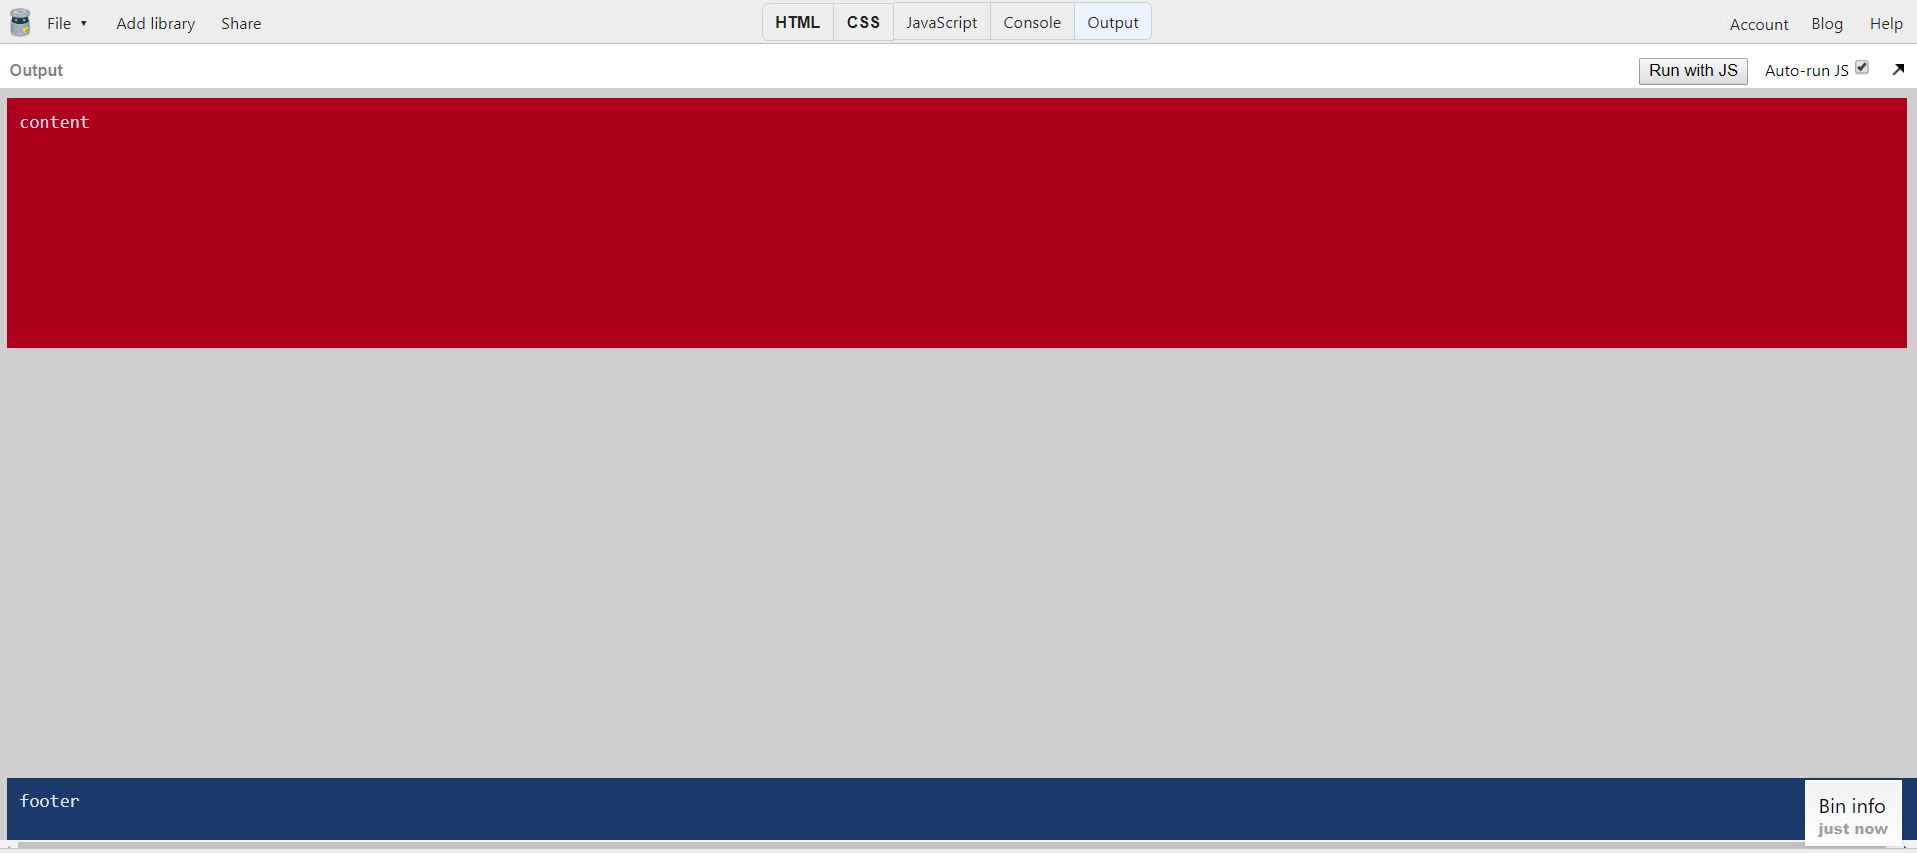 File ▾ Add library Share HTML CSS JavaScript Console Output Account Blog Help
Output Run with JS Auto-run JS
content
footer
Bin info
just now